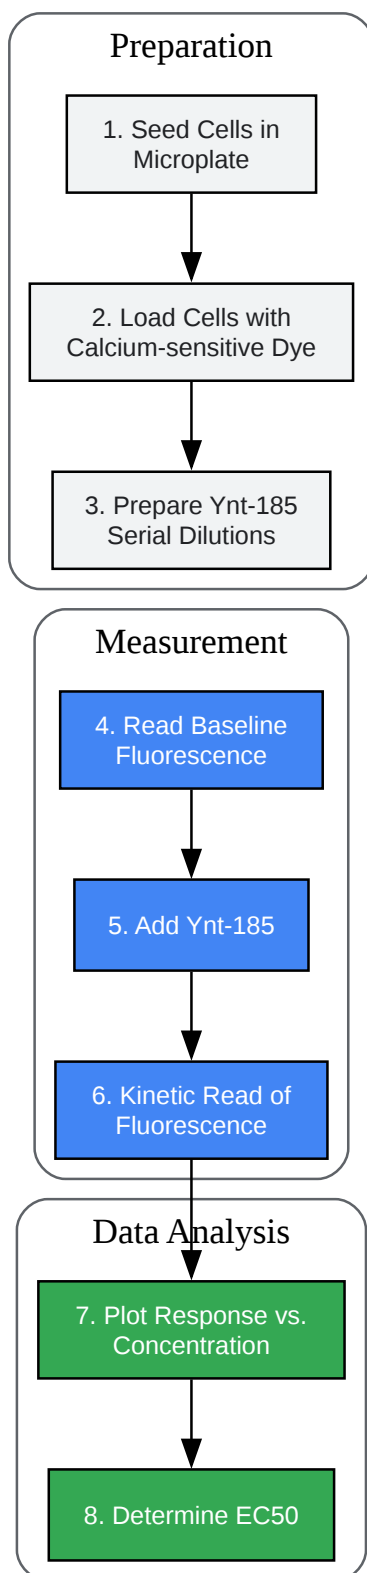 Preparation
1. Seed Cells in
Microplate
2. Load Cells with
Calcium-sensitive Dye
3. Prepare Ynt-185
Serial Dilutions
Measurement
4. Read Baseline
Fluorescence
5. Add Ynt-185
6. Kinetic Read of
Fluorescence
Data Analysis
7. Plot Response vs.
Concentration
8. Determine EC50